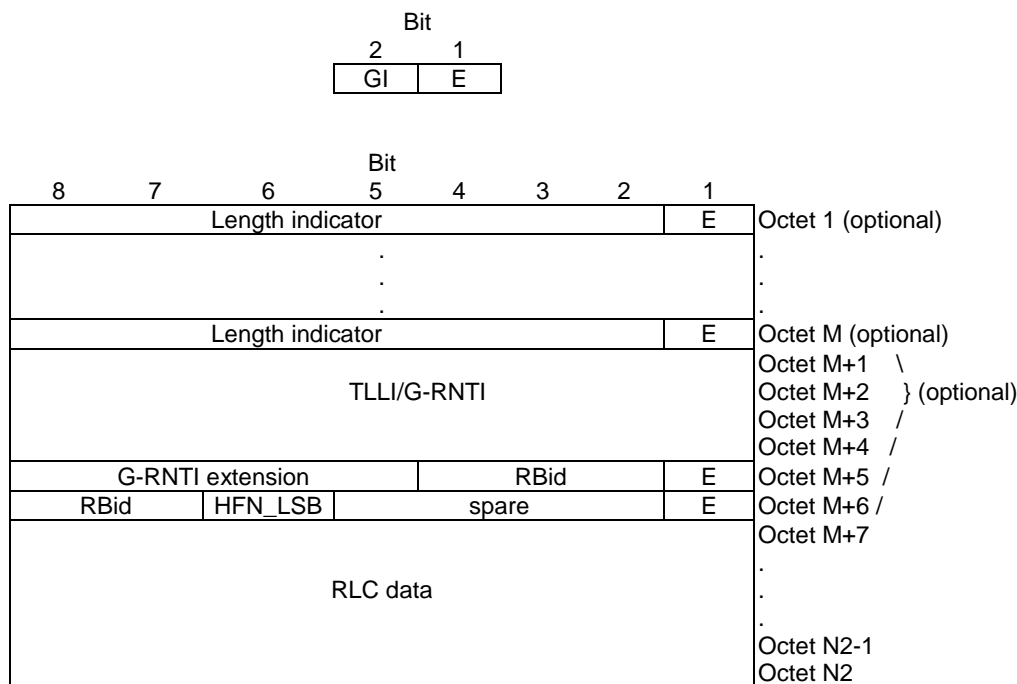 Bit
2 1
GI E
Bit
8 7 6 5 4 3 2 1
Length indicator E Octet 1 (optional)
. .
. .
. .
Length indicator E Octet M (optional)
Octet M+1 \
TLLI/G-RNTI Octet M+2 } (optional)
Octet M+3 /
Octet M+4 /
G-RNTI extension RBid E Octet M+5 /
RBid HFN_LSB spare E Octet M+6 /
Octet M+7
.
RLC data .
.
Octet N2-1
Octet N2